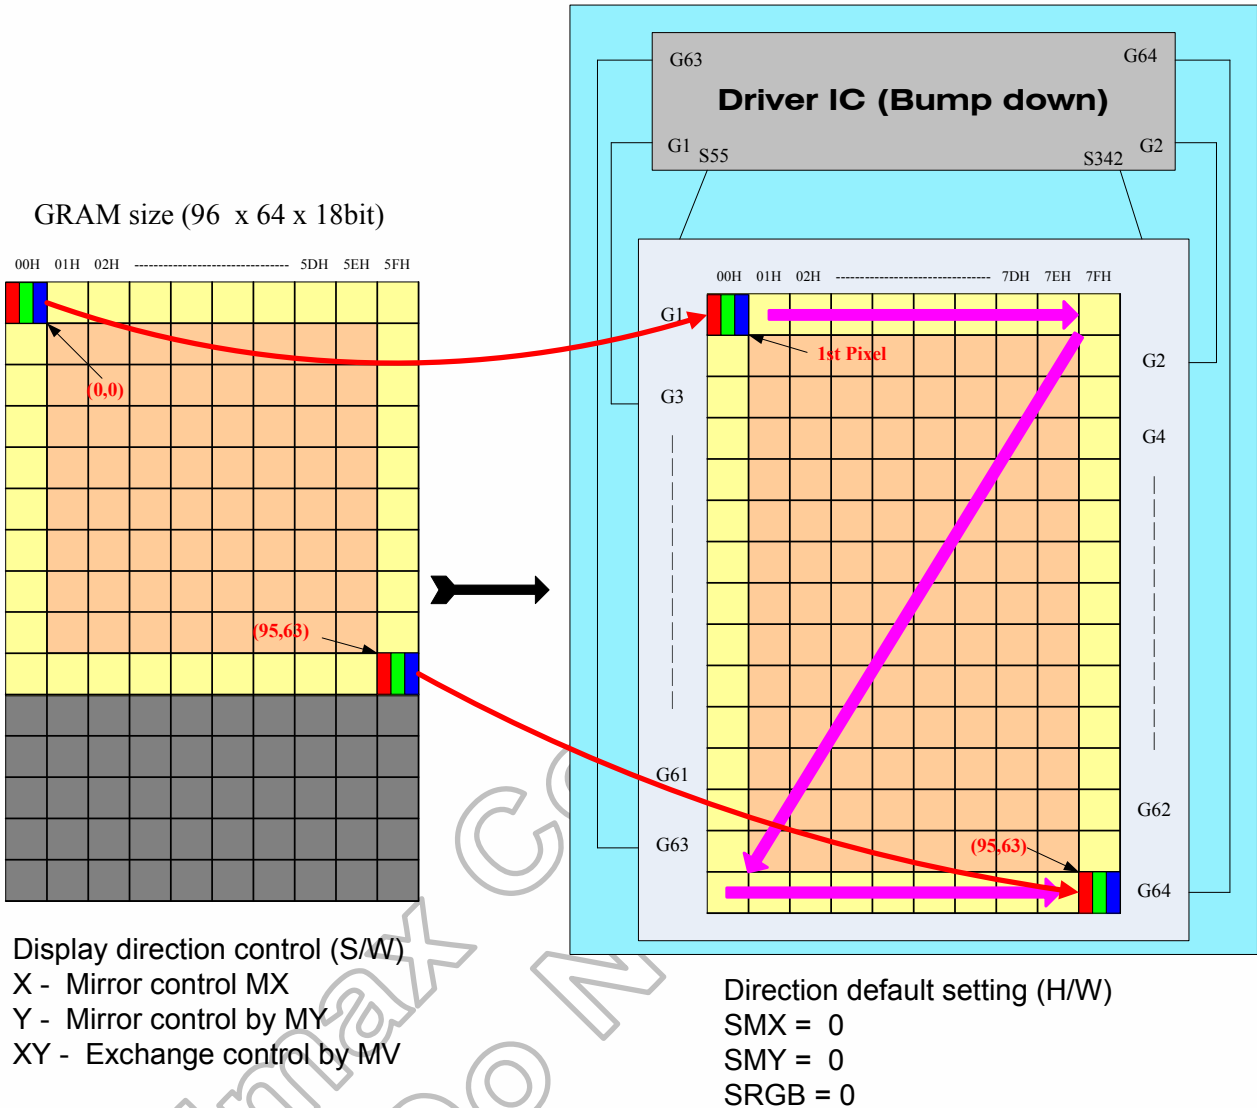 G63
G64
Driver IC (Bump down)
G1
S55
S342
G2
GRAM size (96 x 64 x 18bit)
00H 01H 02H -------------------------------- 5DH 5EH 5FH
00H 01H 02H -------------------------------- 7DH 7EH 7FH
G1
1st Pixel
G2
(0,0)
G3
G4
(95,63)
G61
G62
G63
(95,63)
G64
Display direction control (S/W)
X - Mirror control MX
Y - Mirror control by MY
XY - Exchange control by MV
Direction default setting (H/W)
SMX = 0
SMY = 0
SRGB = 0